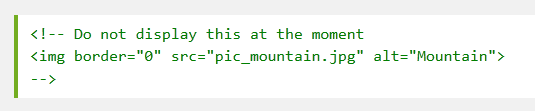 <!-- Do not display this at the moment
<img border="0" src="pic_mountain.jpg" alt="Mountain">
-->